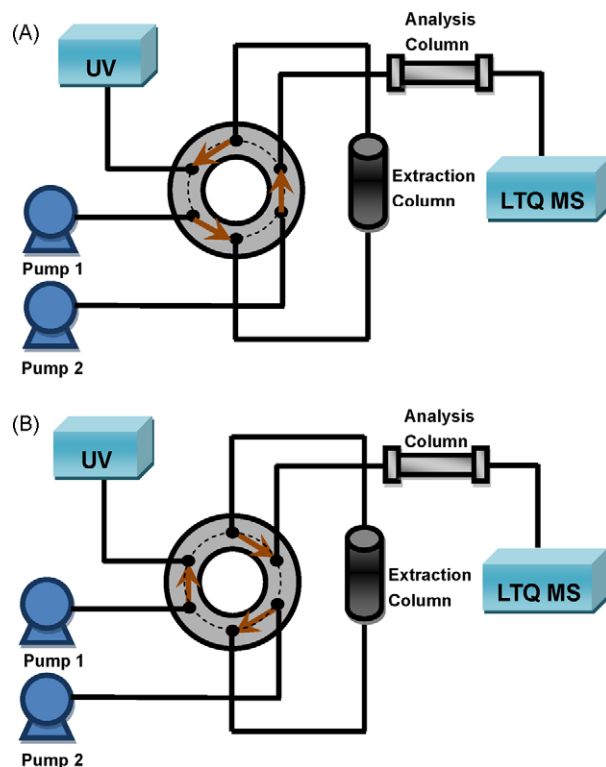 (A)
Analysis
Column
UV
Extraction
Column
LTQ MS
Pump 1
Pump 2
(B)
Analysis
Column
UV
Extraction
Column
LTQ MS
Pump 1
Pump 2